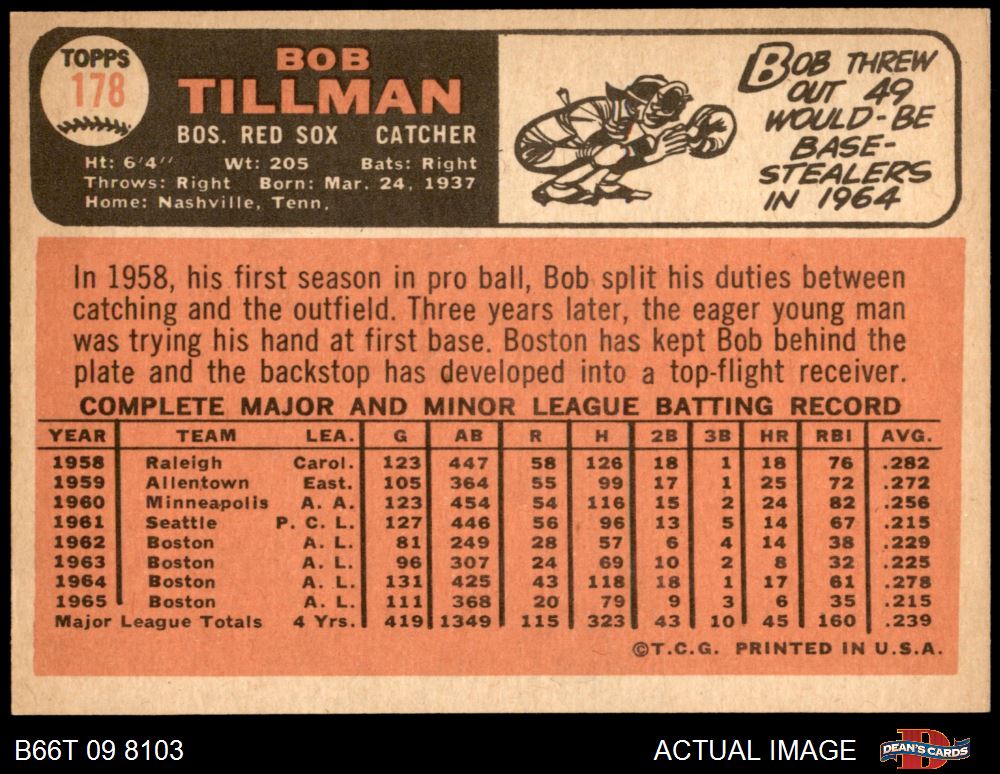 TOPPS
178
BOB
TILLMAN
BOS. RED SOX CATCHER
Ht: 6'4" Wt: 205 Bats: Right
Throws: Right Born: Mar. 24, 1937
Home: Nashville, Tenn.
BOB THREW
OUT 49
WOULD-BE
BASE-
STEALERS
IN 1964
In 1958, his first season in pro ball, Bob split his duties between
catching and the outfield. Three years later, the eager young man
was trying his hand at first base. Boston has kept Bob behind the
plate and the backstop has developed into a top-flight receiver.
COMPLETE MAJOR AND MINOR LEAGUE BATTING RECORD
YEAR TEAM LEA. G AB R H 2B 3B HR RBI AVG.
1958 Raleigh Carol. 123 447 58 126 18 1 18 76 .282
1959 Allentown East. 105 364 55 99 17 1 25 72 .272
1960 Minneapolis A. A. 123 454 54 116 15 2 24 82 .256
1961 Seattle P. C. L. 127 446 56 96 13 5 14 67 .215
1962 Boston A. L. 81 249 28 57 6 4 14 38 .229
1963 Boston A. L. 96 307 24 69 10 2 8 32 .225
1964 Boston A. L. 131 425 43 118 18 1 17 61 .278
1965 Boston A. L. 111 368 20 79 9 3 6 35 .215
Major League Totals 4 Yrs. 419 1349 115 323 43 10 45 160 .239
©T.C.G. PRINTED IN U.S.A.
B66T 09 8103
ACTUAL IMAGE
DEAN'S CARDS